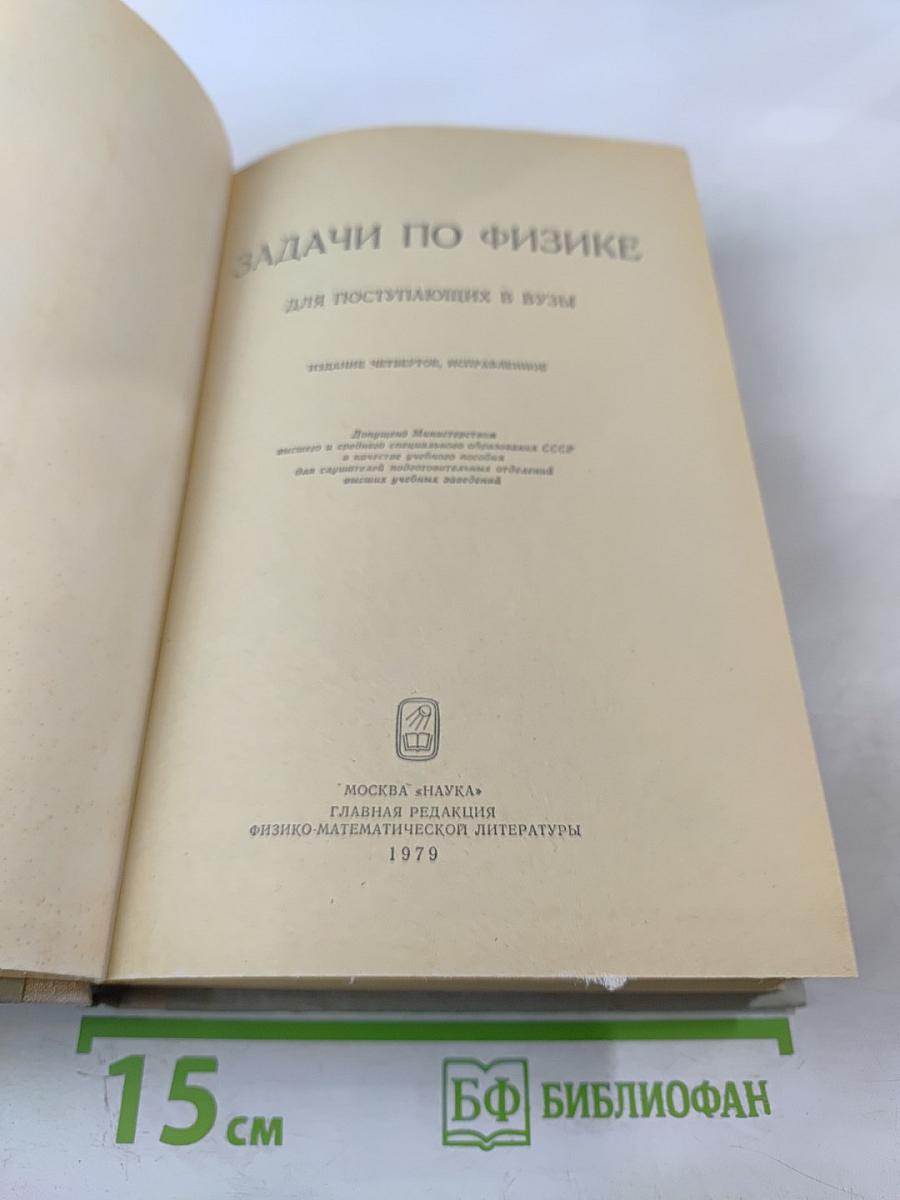 ЗАДАЧИ ПО ФИЗИКЕ
ДЛЯ ПОСТУПАЮЩИХ В ВУЗЫ
ИЗДАНИЕ ЧЕТВЕРТОЕ, ИСПРАВЛЕННОЕ
Допущено Министерством
высшего и среднего специального образования СССР
в качестве учебного пособия
для слушателей подготовительных отделений
высших учебных заведений
МОСКВА «НАУКА»
ГЛАВНАЯ РЕДАКЦИЯ
ФИЗИКО-МАТЕМАТИЧЕСКОЙ ЛИТЕРАТУРЫ
1979
15 см
БФ БИБЛИОФАН